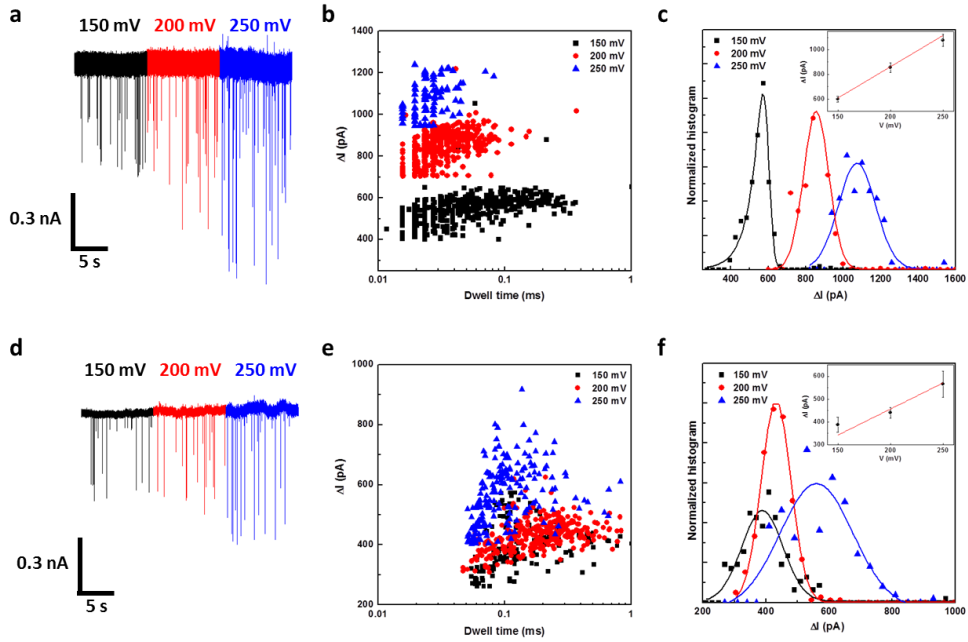 a
150 mV 200 mV 250 mV
0.3 nA
5 s
b
ΔI (pA)
1400
1200
1000
800
600
400
200
0.01
0.1
1
Dwell time (ms)
150 mV
200 mV
250 mV
c
Normalized histogram
150 mV
200 mV
250 mV
400 600 800 1000 1200 1400 1600
ΔI (pA)
ΔI (pA)
1000
800
600
150 200 250
V (mV)
d
150 mV 200 mV 250 mV
0.3 nA
5 s
e
ΔI (pA)
1000
800
600
400
200
0.01
0.1
1
Dwell time (ms)
150 mV
200 mV
250 mV
f
Normalized histogram
150 mV
200 mV
250 mV
200 400 600 800 1000
ΔI (pA)
ΔI (pA)
600
500
400
300
150 200 250
V (mV)